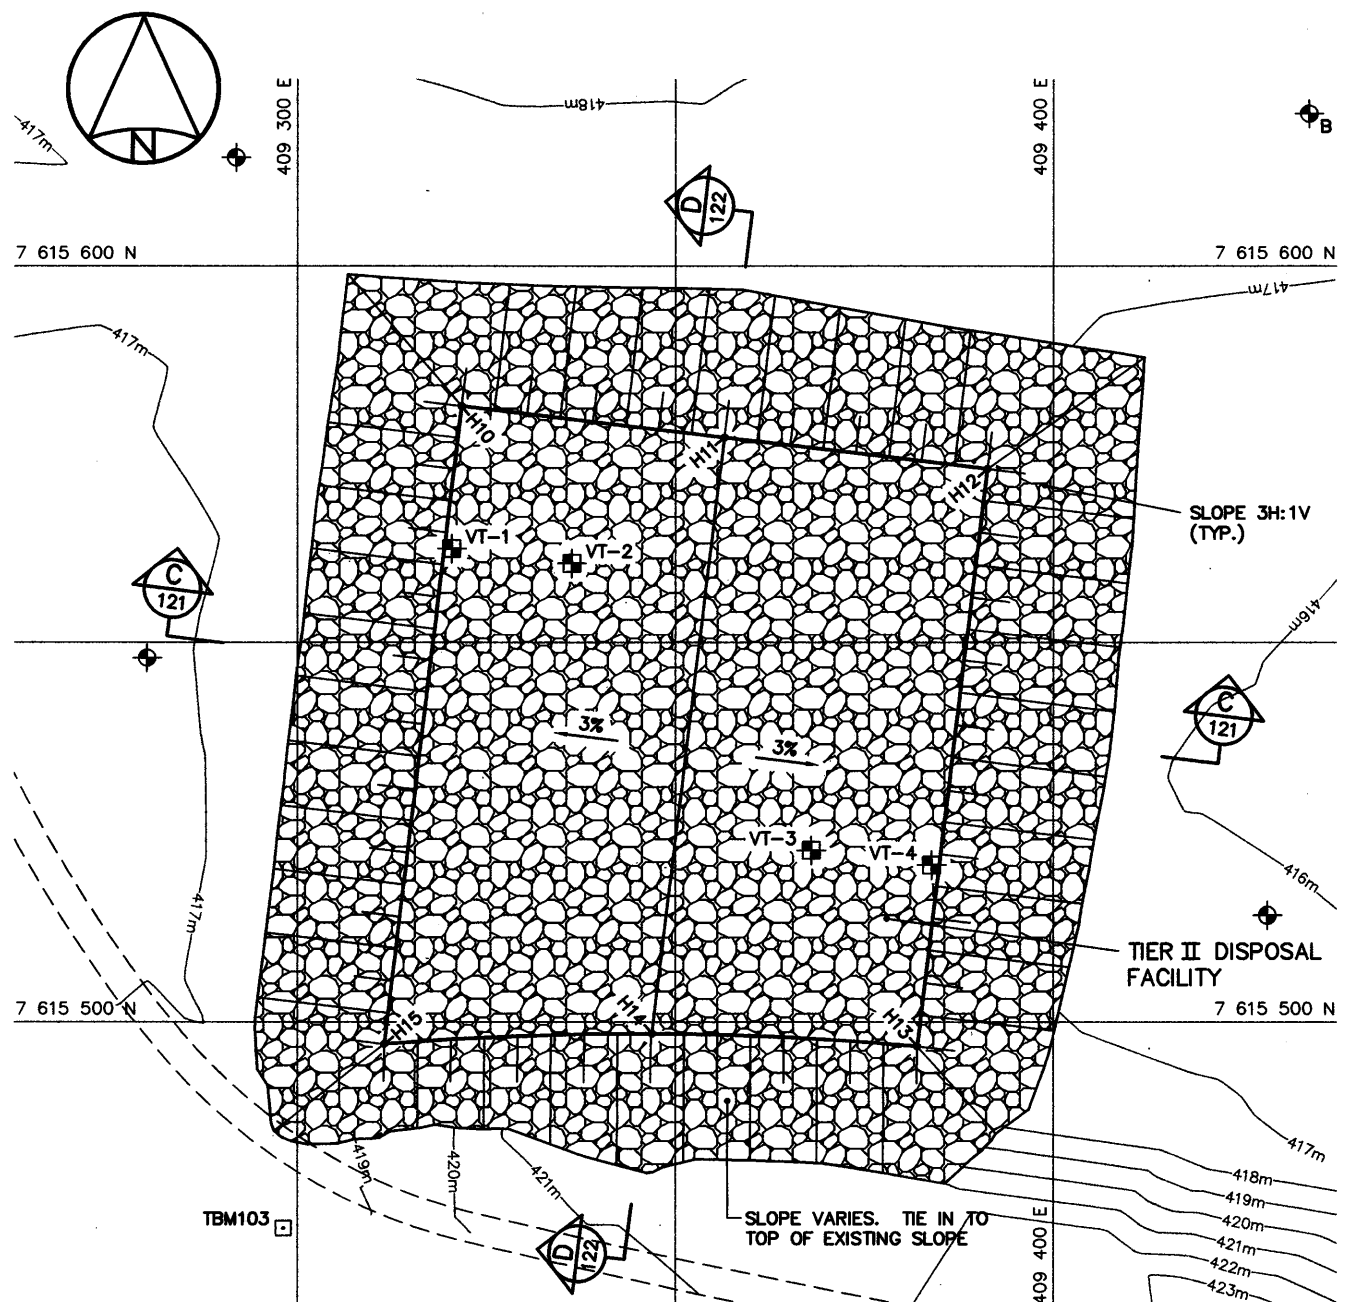 N
409 300 E
409 400 E
418m
417m
B
D
122
7 615 600 N
7 615 600 N
417m
417m
H10
H11
H12
SLOPE 3H:1V
(TYP.)
VT-1
VT-2
C
121
416m
C
121
3%
3%
VT-3
VT-4
416m
417m
TIER II DISPOSAL
FACILITY
7 615 500 N
7 615 500 N
H15
H14
H13
417m
419m
420m
421m
418m
419m
420m
421m
422m
423m
TBM103
D
122
SLOPE VARIES. TIE IN TO
TOP OF EXISTING SLOPE
409 400 E